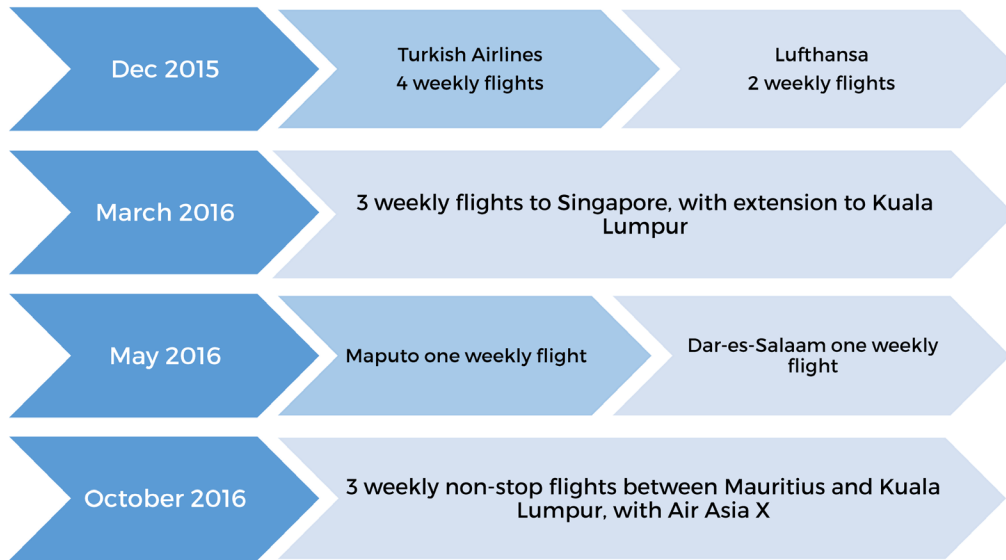 Dec 2015
Turkish Airlines
4 weekly flights
Lufthansa
2 weekly flights
March 2016
3 weekly flights to Singapore, with extension to Kuala
Lumpur
May 2016
Maputo one weekly flight
Dar-es-Salaam one weekly
flight
October 2016
3 weekly non-stop flights between Mauritius and Kuala
Lumpur, with Air Asia X